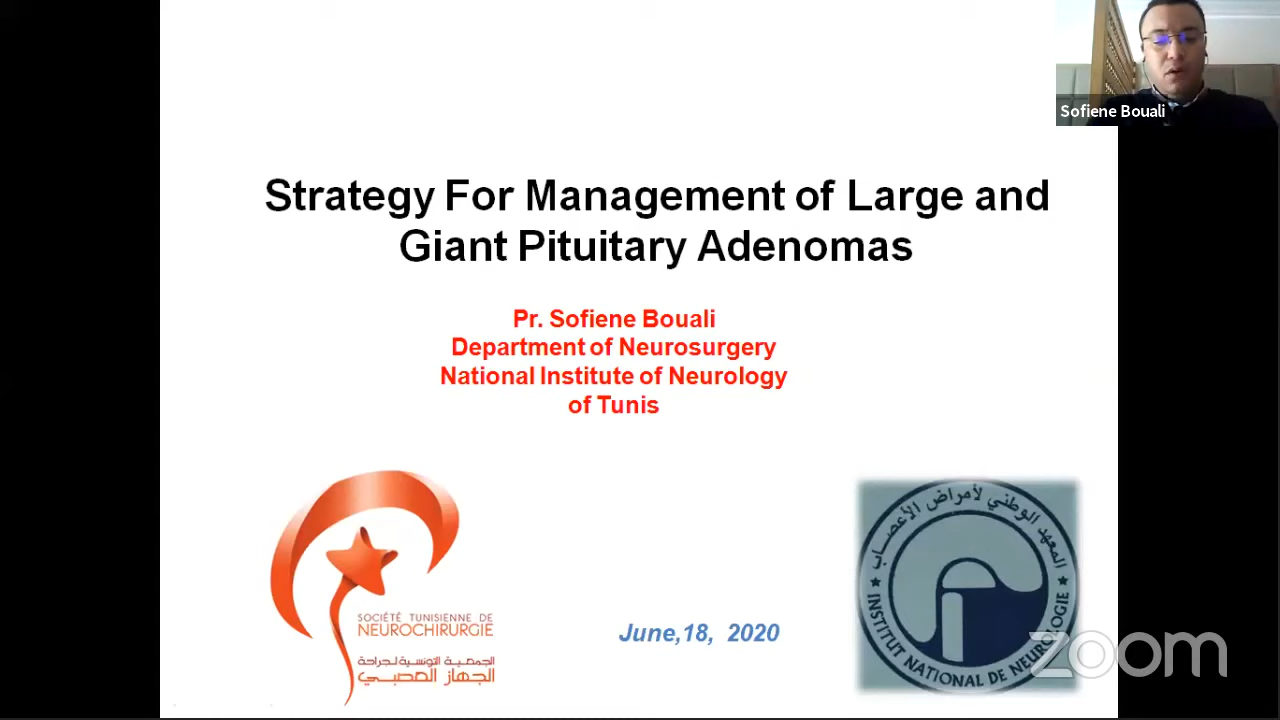 Sofiene Bouali
Strategy For Management of Large and
Giant Pituitary Adenomas
Pr. Sofiene Bouali
Department of Neurosurgery
National Institute of Neurology
of Tunis
SOCIÉTÉ TUNISIENNE DE
NEUROCHIRURGIE
الجمعية التونسية لجراحة
الجهاز العصبي
June,18, 2020
المعهد الوطني لأمراض الأعصاب
INSTITUT NATIONAL DE NEUROLOGIE
zoom